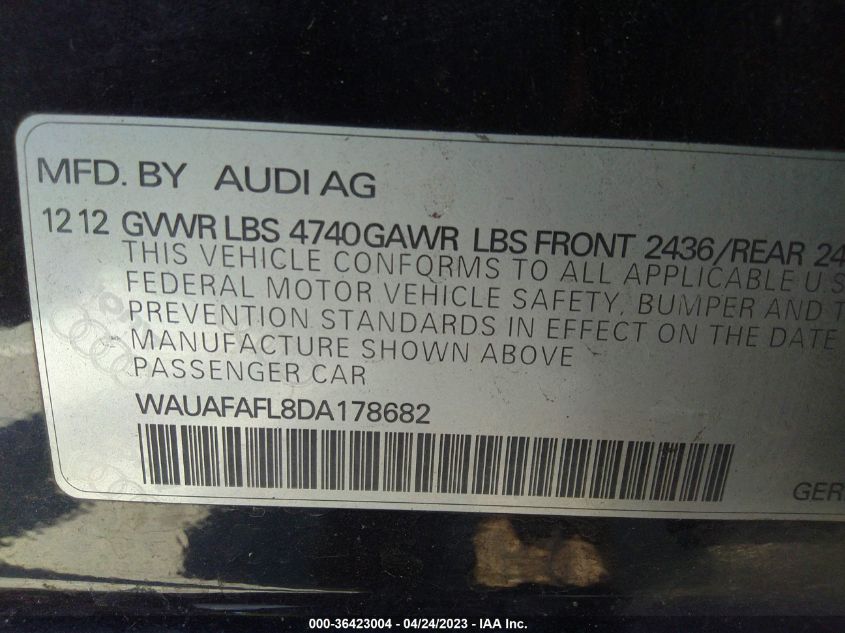 MFD. BY AUDI AG
12 12 GVWR LBS 4740GAWR LBS FRONT 2436/REAR 24
THIS VEHICLE CONFORMS TO ALL APPLICABLE U.S
FEDERAL MOTOR VEHICLE SAFETY, BUMPER AND T
PREVENTION STANDARDS IN EFFECT ON THE DATE
MANUFACTURE SHOWN ABOVE
PASSENGER CAR
WAUAFAFL8DA178682
GER
000-36423004 - 04/24/2023 - IAA Inc.